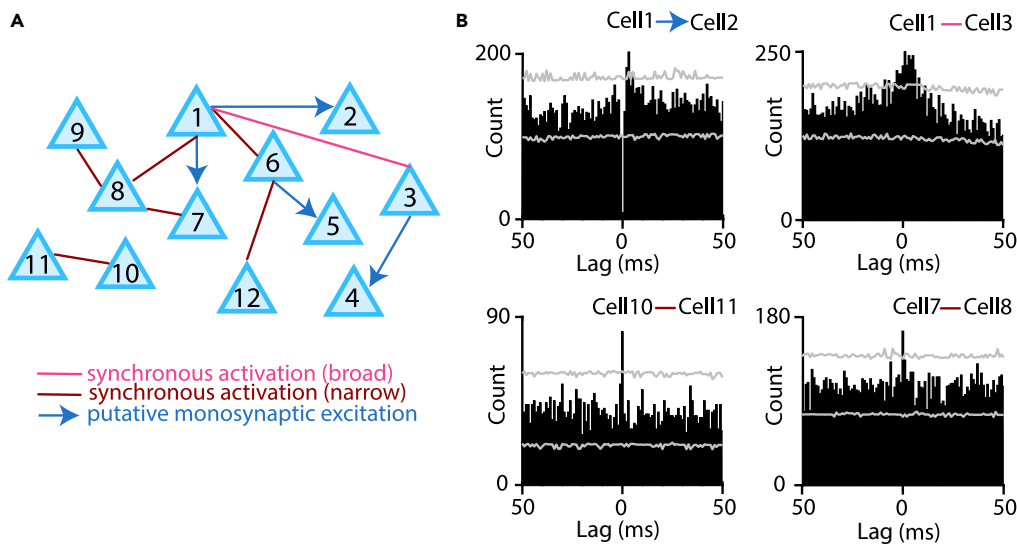 A
1
2
9
6
8
3
7
5
11
10
12
4
synchronous activation (broad)
synchronous activation (narrow)
putative monosynaptic excitation
B
Cell1 Cell2
200
Count
0
50 0 50
Lag (ms)
Cell1 Cell3
250
Count
0
50 0 50
Lag (ms)
Cell10 Cell11
90
Count
0
50 0 50
Lag (ms)
Cell7 Cell8
180
Count
0
50 0 50
Lag (ms)